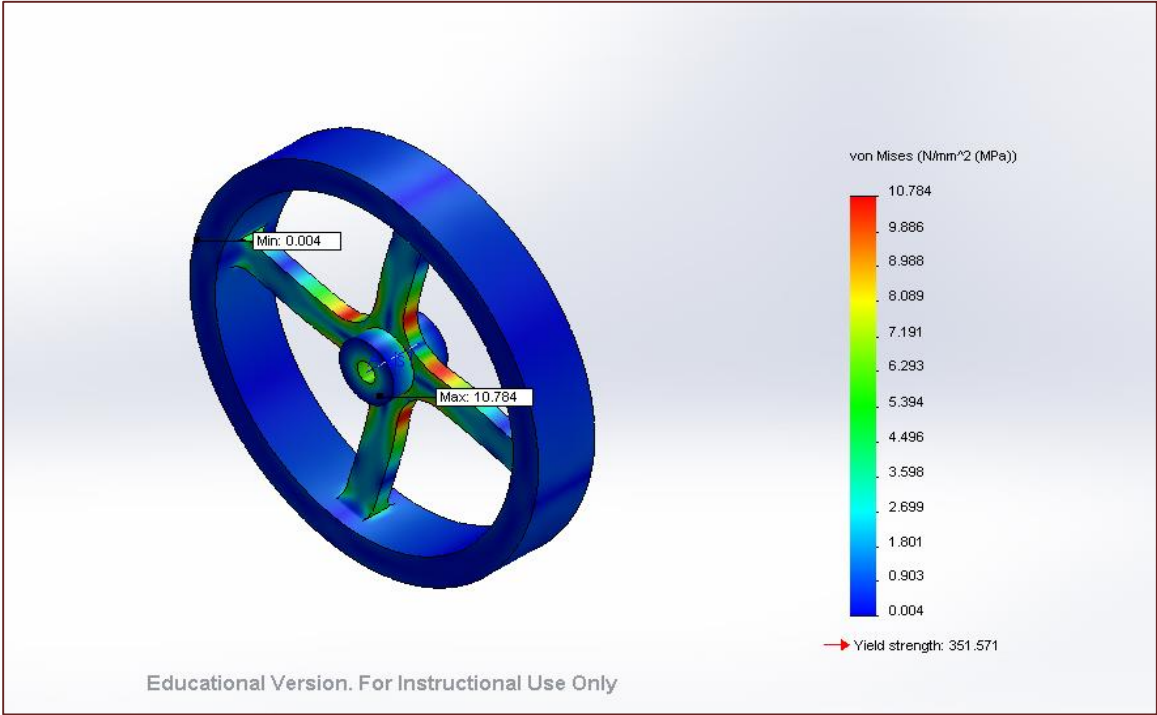 von Mises (N/mm^2 (MPa))
10.784
9.886
8.988
8.089
7.191
6.293
5.394
4.496
3.598
2.699
1.801
0.903
0.004
Yield strength: 351.571
Min: 0.004
Max: 10.784
Educational Version. For Instructional Use Only